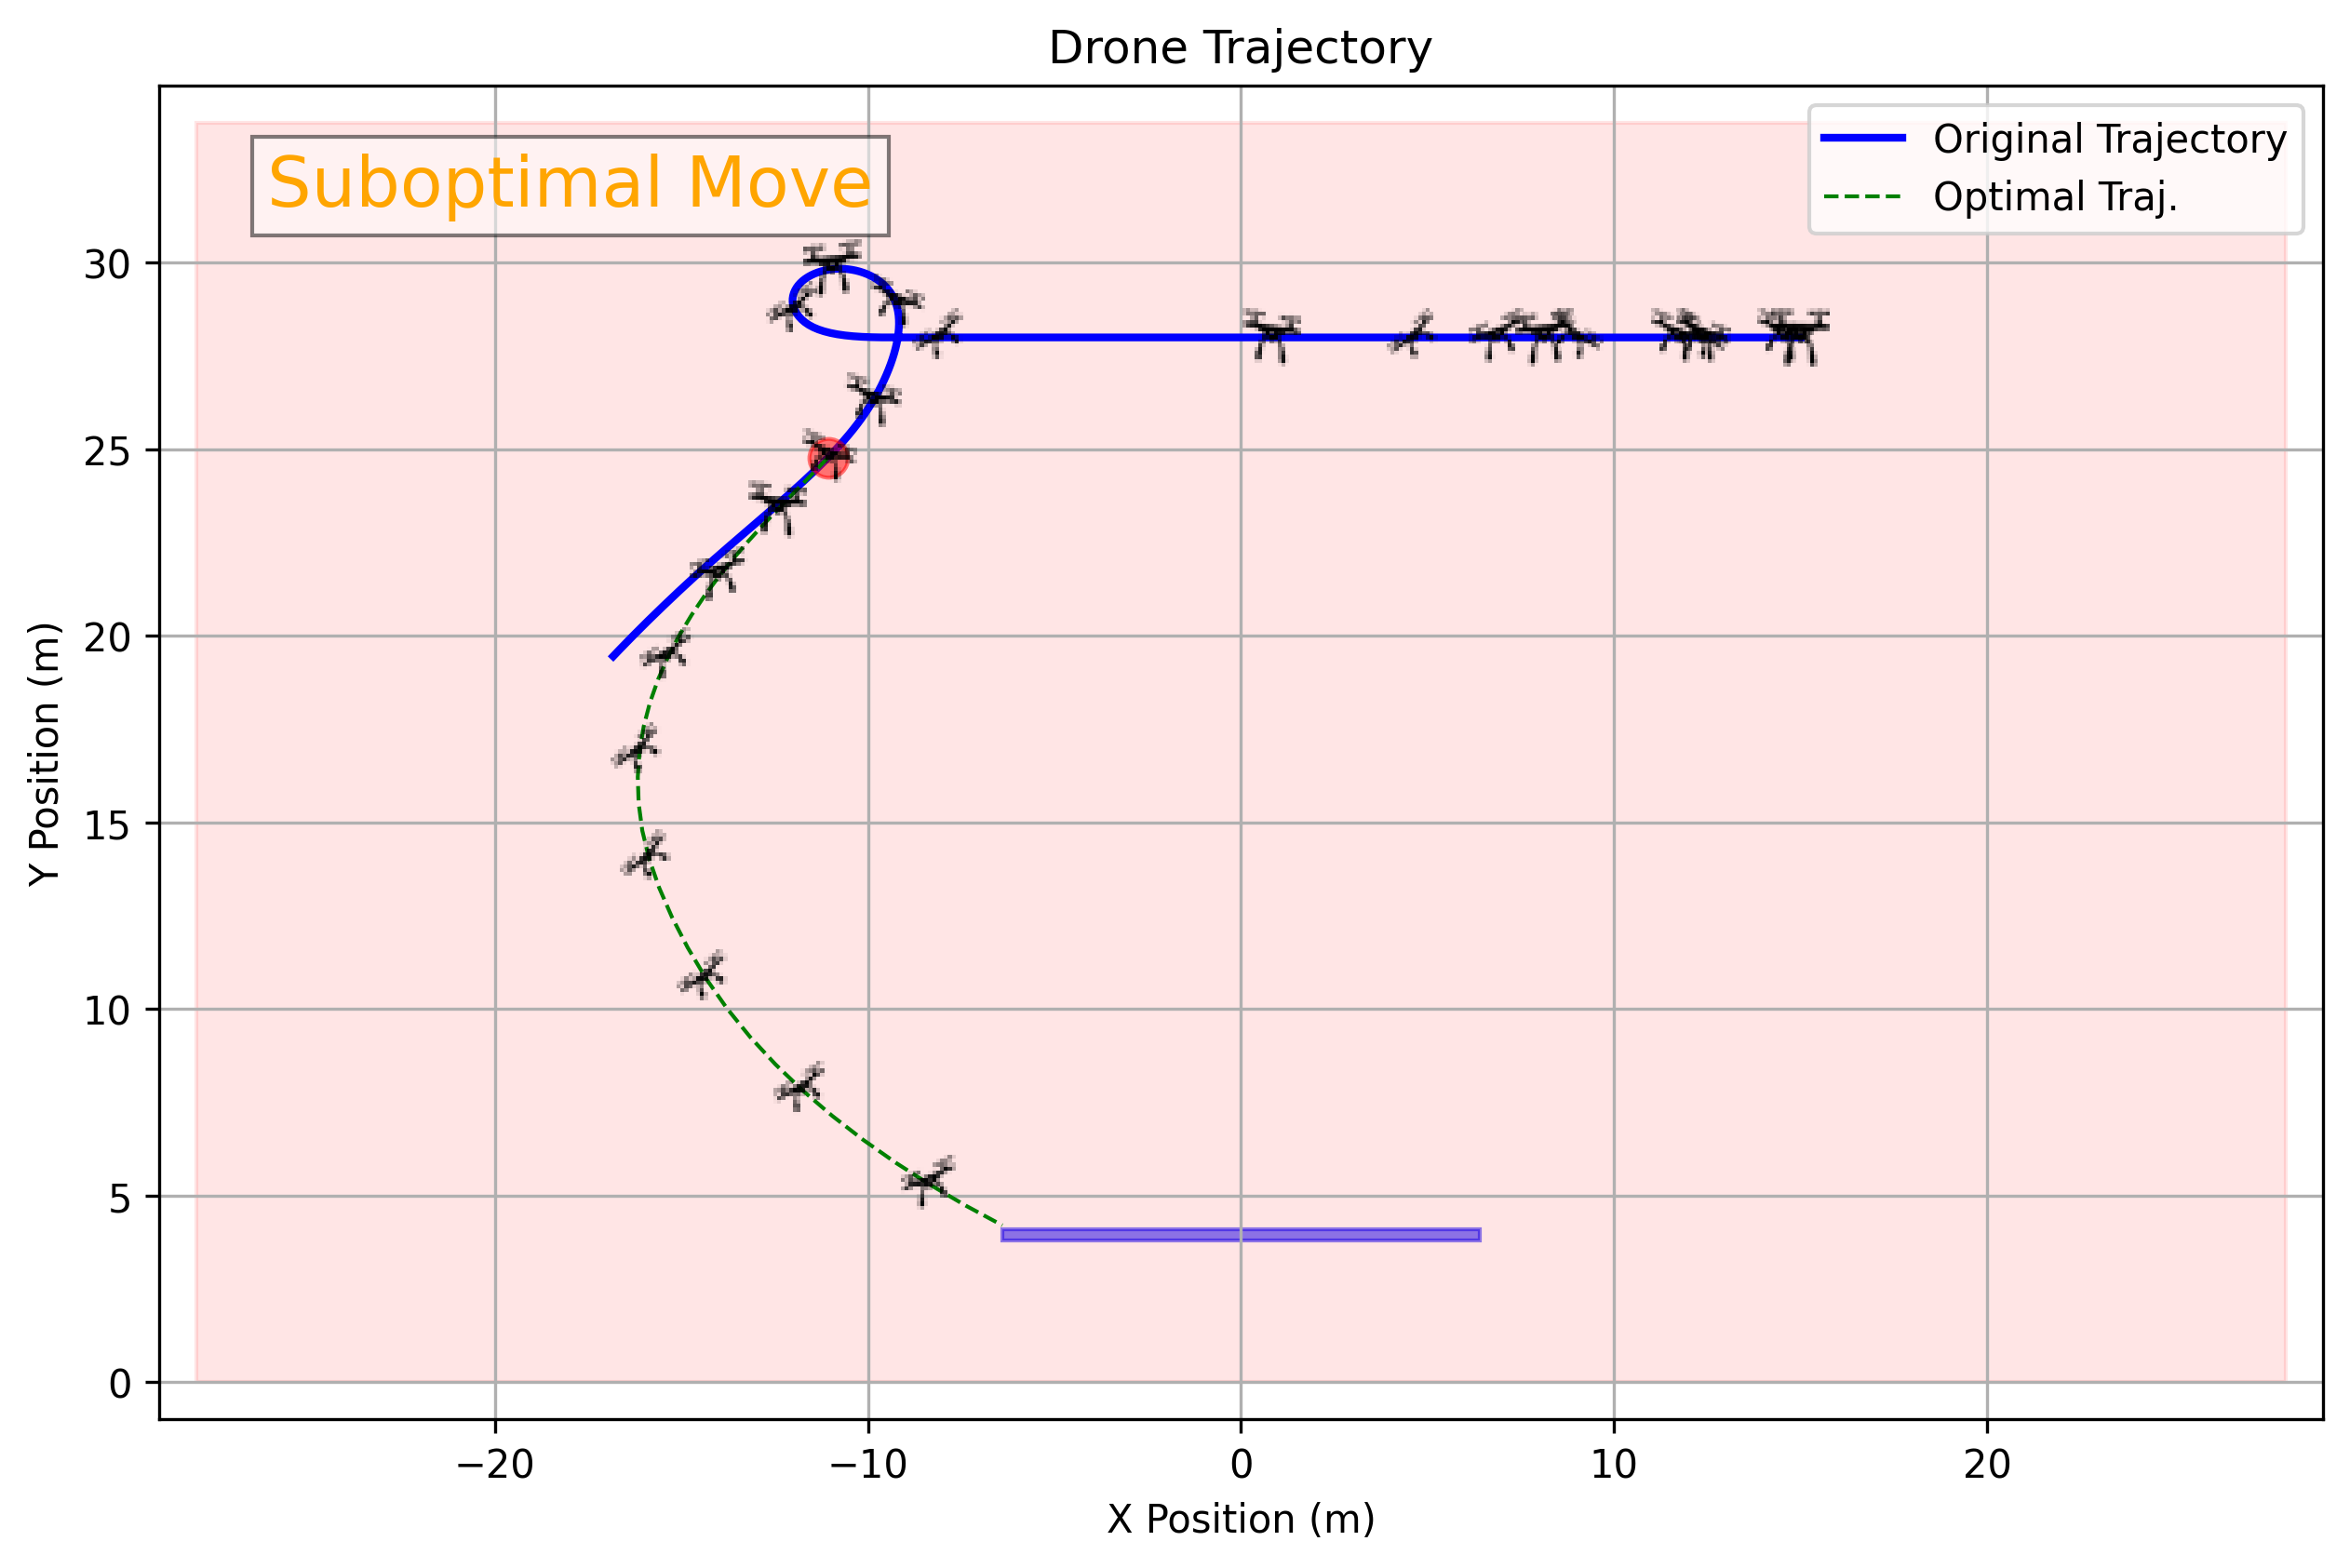 Drone Trajectory
Suboptimal Move
Original Trajectory
Optimal Traj.
Y Position (m)
30
25
20
15
10
5
0
−20
−10
0
10
20
X Position (m)